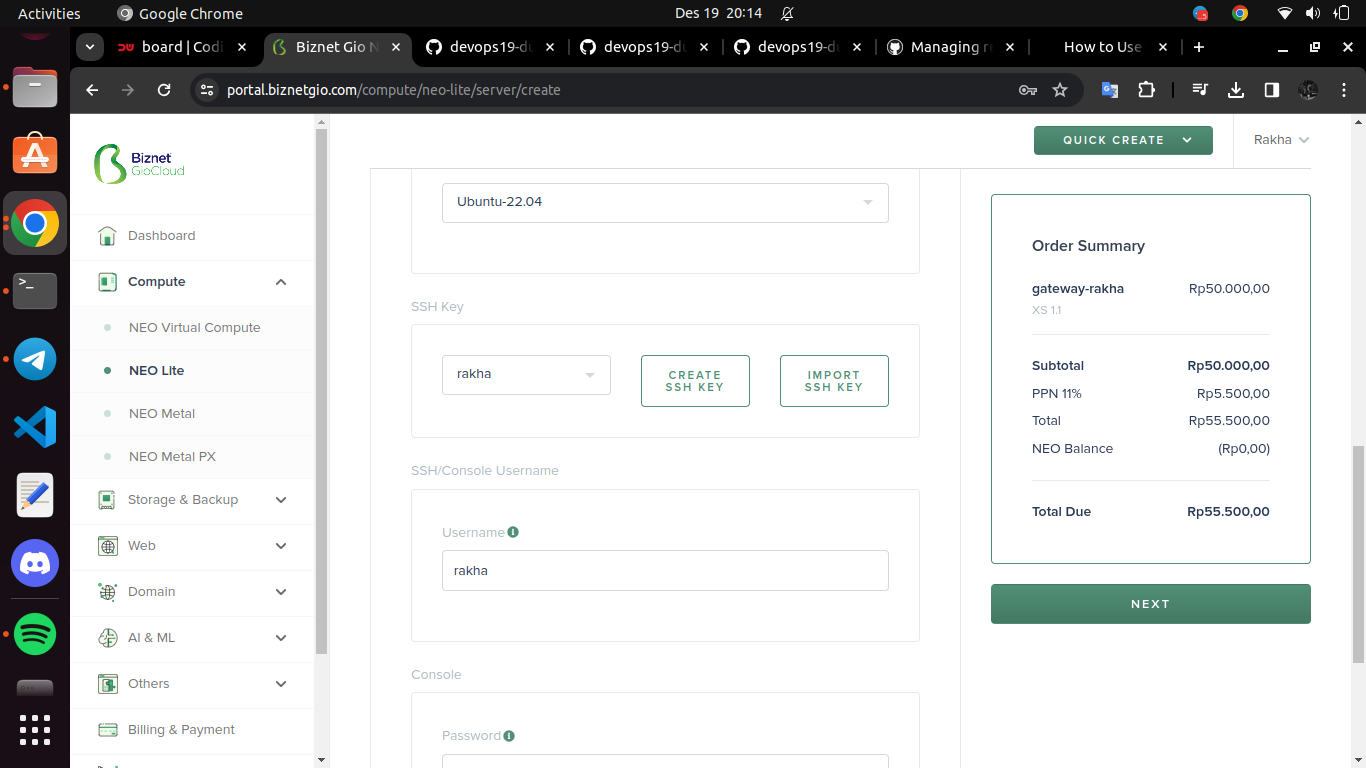 Activities
Google Chrome
Des 19 20:14
board | Codi
Biznet Gio N
devops19-du
devops19-du
devops19-du
Managing re
How to Use
portal.biznetgio.com/compute/neo-lite/server/create
Biznet
GioCloud
QUICK CREATE
Rakha
Dashboard
Compute
NEO Virtual Compute
NEO Lite
NEO Metal
NEO Metal PX
Storage & Backup
Web
Domain
AI & ML
Others
Billing & Payment
Ubuntu-22.04
SSH Key
rakha
CREATE
SSH KEY
IMPORT
SSH KEY
SSH/Console Username
Username
rakha
Console
Password
Order Summary
gateway-rakha Rp50.000,00
XS 1.1
Subtotal Rp50.000,00
PPN 11% Rp5.500,00
Total Rp55.500,00
NEO Balance (Rp0,00)
Total Due Rp55.500,00
NEXT